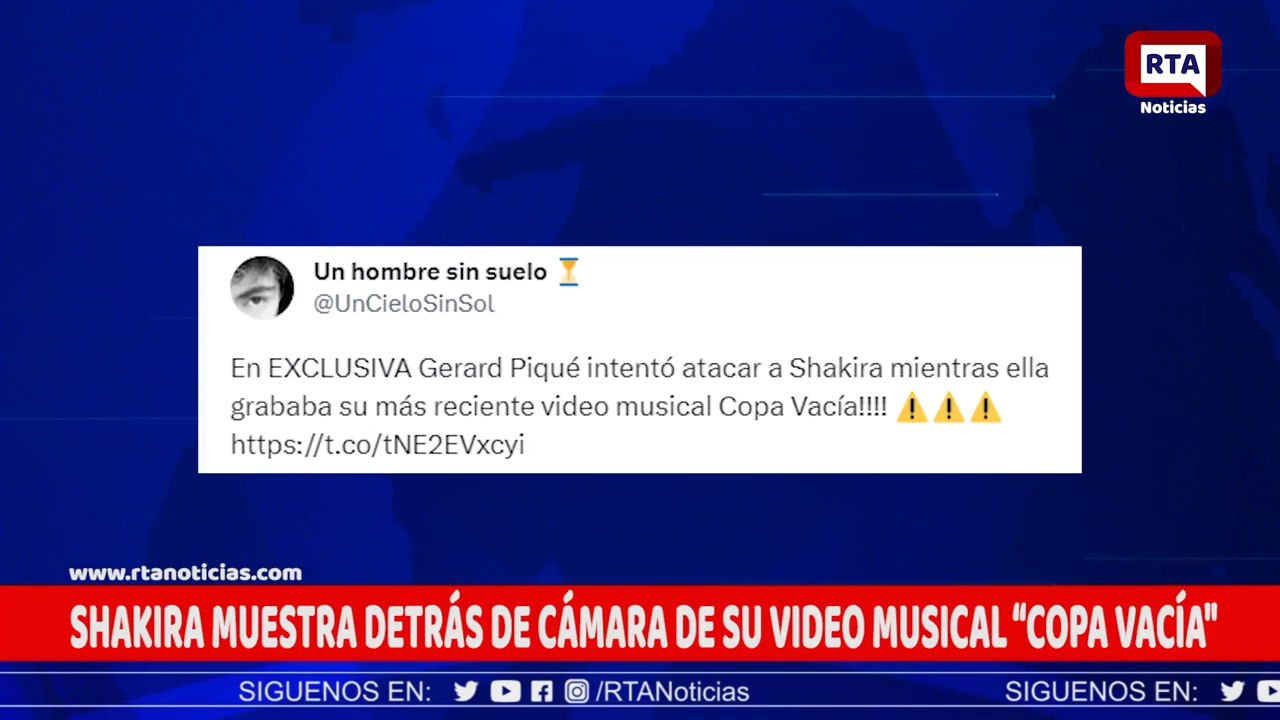 RTA
Noticias
Un hombre sin suelo ⏳
@UnCieloSinSol
En EXCLUSIVA Gerard Piqué intentó atacar a Shakira mientras ella
grababa su más reciente video musical Copa Vacía!!!! ⚠️⚠️⚠️
https://t.co/tNE2EVxcyi
www.rtanoticias.com
SHAKIRA MUESTRA DETRÁS DE CÁMARA DE SU VIDEO MUSICAL “COPA VACÍA"
SIGUENOS EN: /RTANoticias SIGUENOS EN: